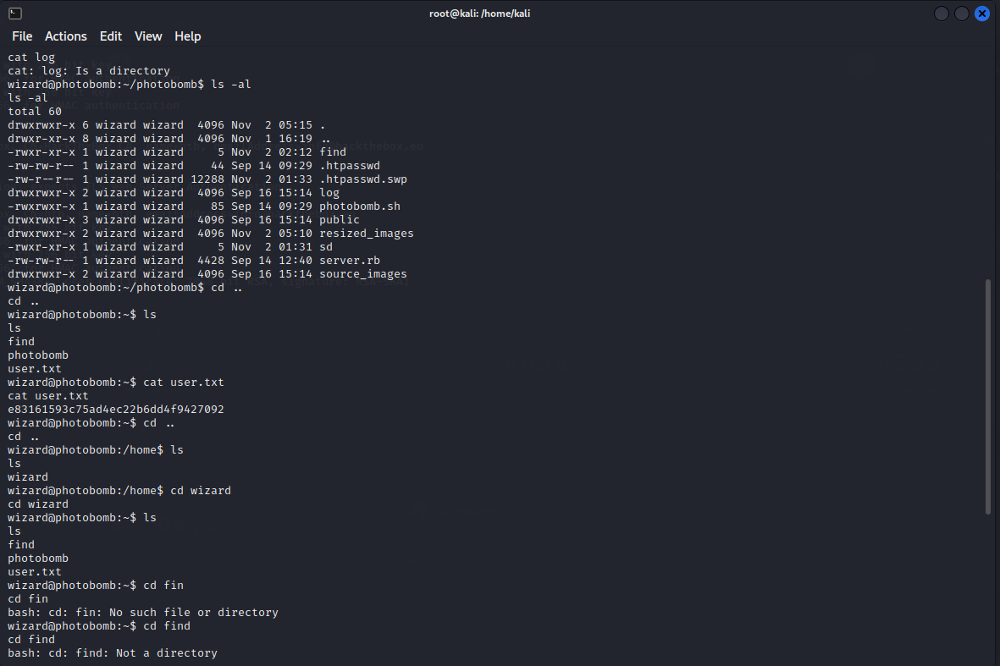 root@kali: /home/kali
File Actions Edit View Help
cat log
cat: log: Is a directory
wizard@photobomb:~/photobomb$ ls -al
ls -al
total 60
drwxrwxr-x 6 wizard wizard  4096 Nov  2 05:15 .
drwxr-xr-x 8 wizard wizard  4096 Nov  1 16:19 ..
-rwxr-xr-x 1 wizard wizard     5 Nov  2 02:12 find
-rw-rw-r-- 1 wizard wizard    44 Sep 14 09:29 .htpasswd
-rw-r--r-- 1 wizard wizard 12288 Nov  2 01:33 .htpasswd.swp
drwxrwxr-x 2 wizard wizard  4096 Sep 16 15:14 log
-rwxrwxr-x 1 wizard wizard    85 Sep 14 09:29 photobomb.sh
drwxrwxr-x 3 wizard wizard  4096 Sep 16 15:14 public
drwxrwxr-x 2 wizard wizard  4096 Nov  2 05:10 resized_images
-rwxr-xr-x 1 wizard wizard     5 Nov  2 01:31 sd
-rw-rw-r-- 1 wizard wizard  4428 Sep 14 12:40 server.rb
drwxrwxr-x 2 wizard wizard  4096 Sep 16 15:14 source_images
wizard@photobomb:~/photobomb$ cd ..
cd ..
wizard@photobomb:~$ ls
ls
find
photobomb
user.txt
wizard@photobomb:~$ cat user.txt
cat user.txt
e83161593c75ad4ec22b6dd4f9427092
wizard@photobomb:~$ cd ..
cd ..
wizard@photobomb:/home$ ls
ls
wizard
wizard@photobomb:/home$ cd wizard
cd wizard
wizard@photobomb:~$ ls
ls
find
photobomb
user.txt
wizard@photobomb:~$ cd fin
cd fin
bash: cd: fin: No such file or directory
wizard@photobomb:~$ cd find
cd find
bash: cd: find: Not a directory